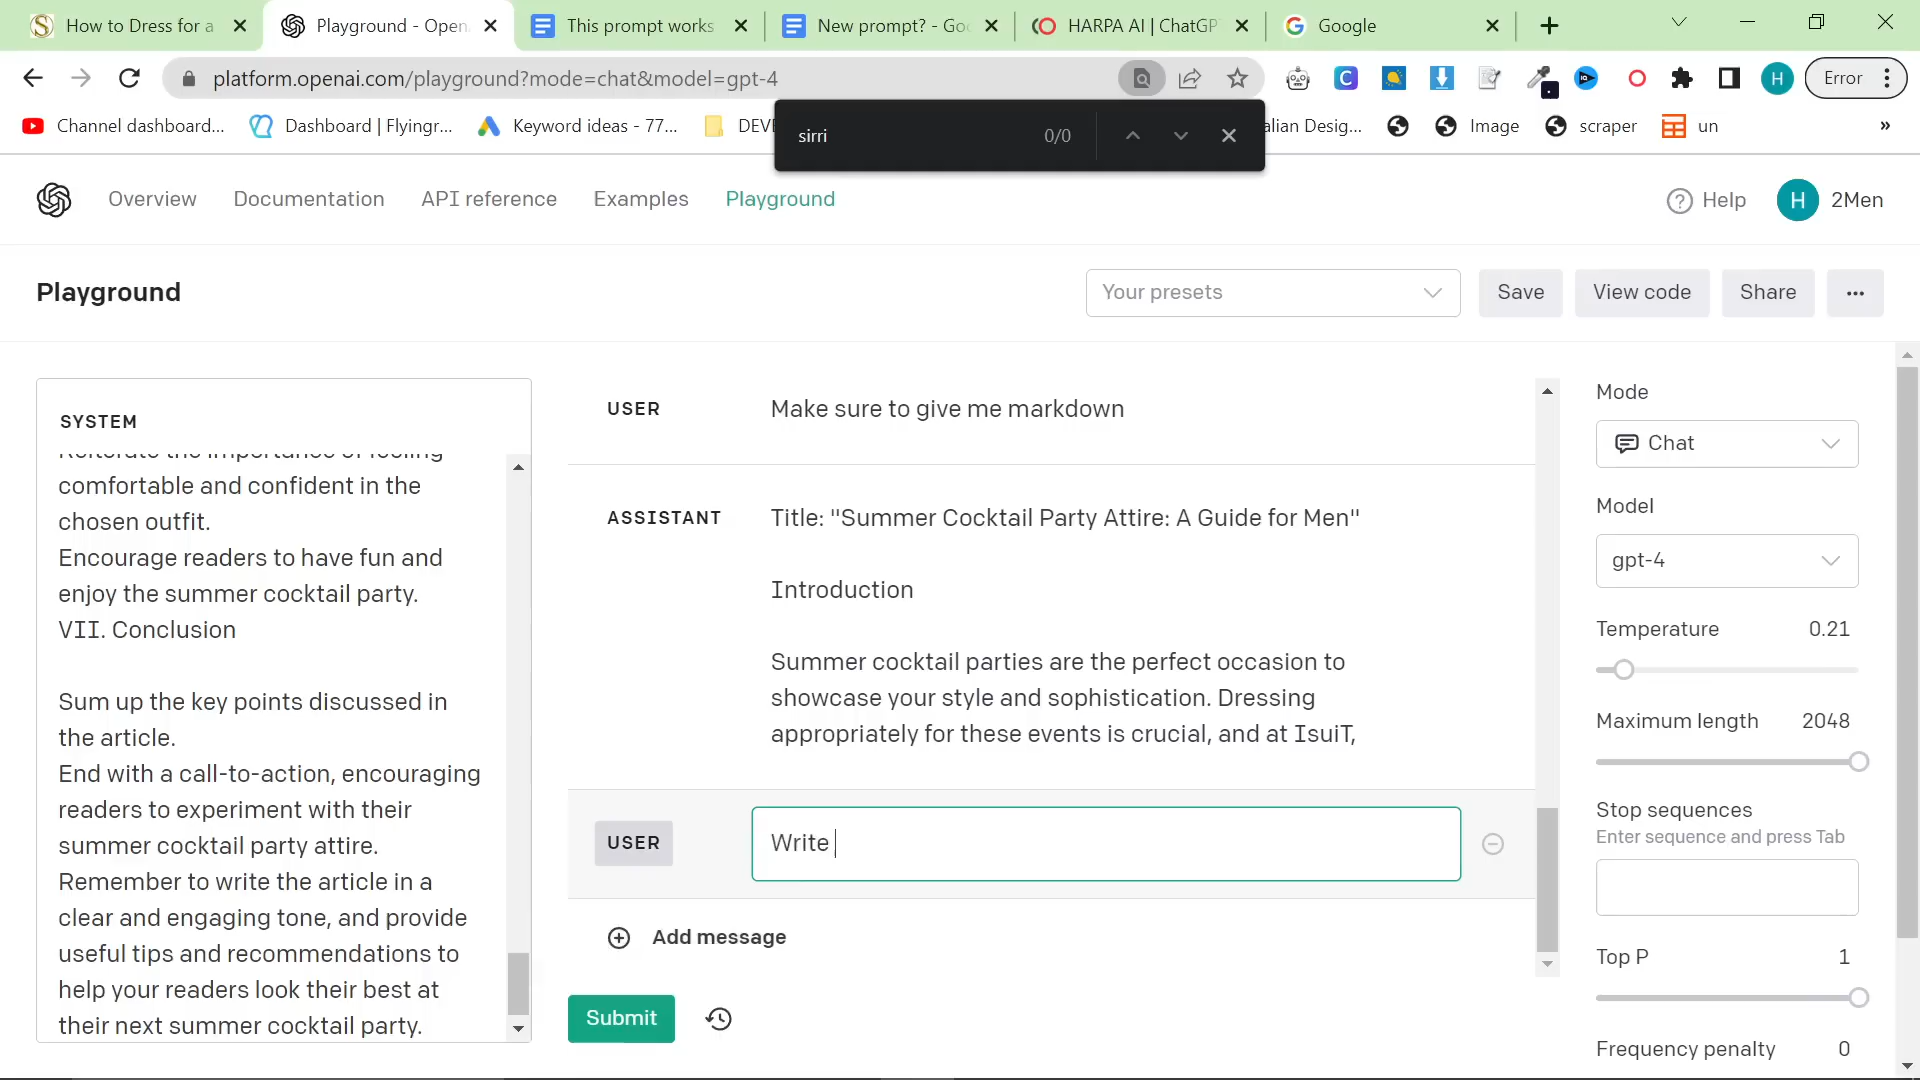 How to Dress for a
Playground - Open
This prompt works
New prompt? - Goo
HARPA AI | ChatGP
Google
platform.openai.com/playground?mode=chat&model=gpt-4
H
Error
Channel dashboard...
Dashboard | Flyingr...
Keyword ideas - 77...
DEVE
sirri
0/0
alian Desig...
Image
scraper
un
»
Overview
Documentation
API reference
Examples
Playground
Help
H
2Men
Playground
Your presets
Save
View code
Share
...
SYSTEM
Reiterate the importance of feeling
comfortable and confident in the
chosen outfit.
Encourage readers to have fun and
enjoy the summer cocktail party.
VII. Conclusion
Sum up the key points discussed in
the article.
End with a call-to-action, encouraging
readers to experiment with their
summer cocktail party attire.
Remember to write the article in a
clear and engaging tone, and provide
useful tips and recommendations to
help your readers look their best at
their next summer cocktail party.
USER
Make sure to give me markdown
ASSISTANT
Title: "Summer Cocktail Party Attire: A Guide for Men"
Introduction
Summer cocktail parties are the perfect occasion to
showcase your style and sophistication. Dressing
appropriately for these events is crucial, and at IsuiT,
USER
Write
Add message
Submit
Mode
Chat
Model
gpt-4
Temperature 0.21
Maximum length 2048
Stop sequences
Enter sequence and press Tab
Top P 1
Frequency penalty 0